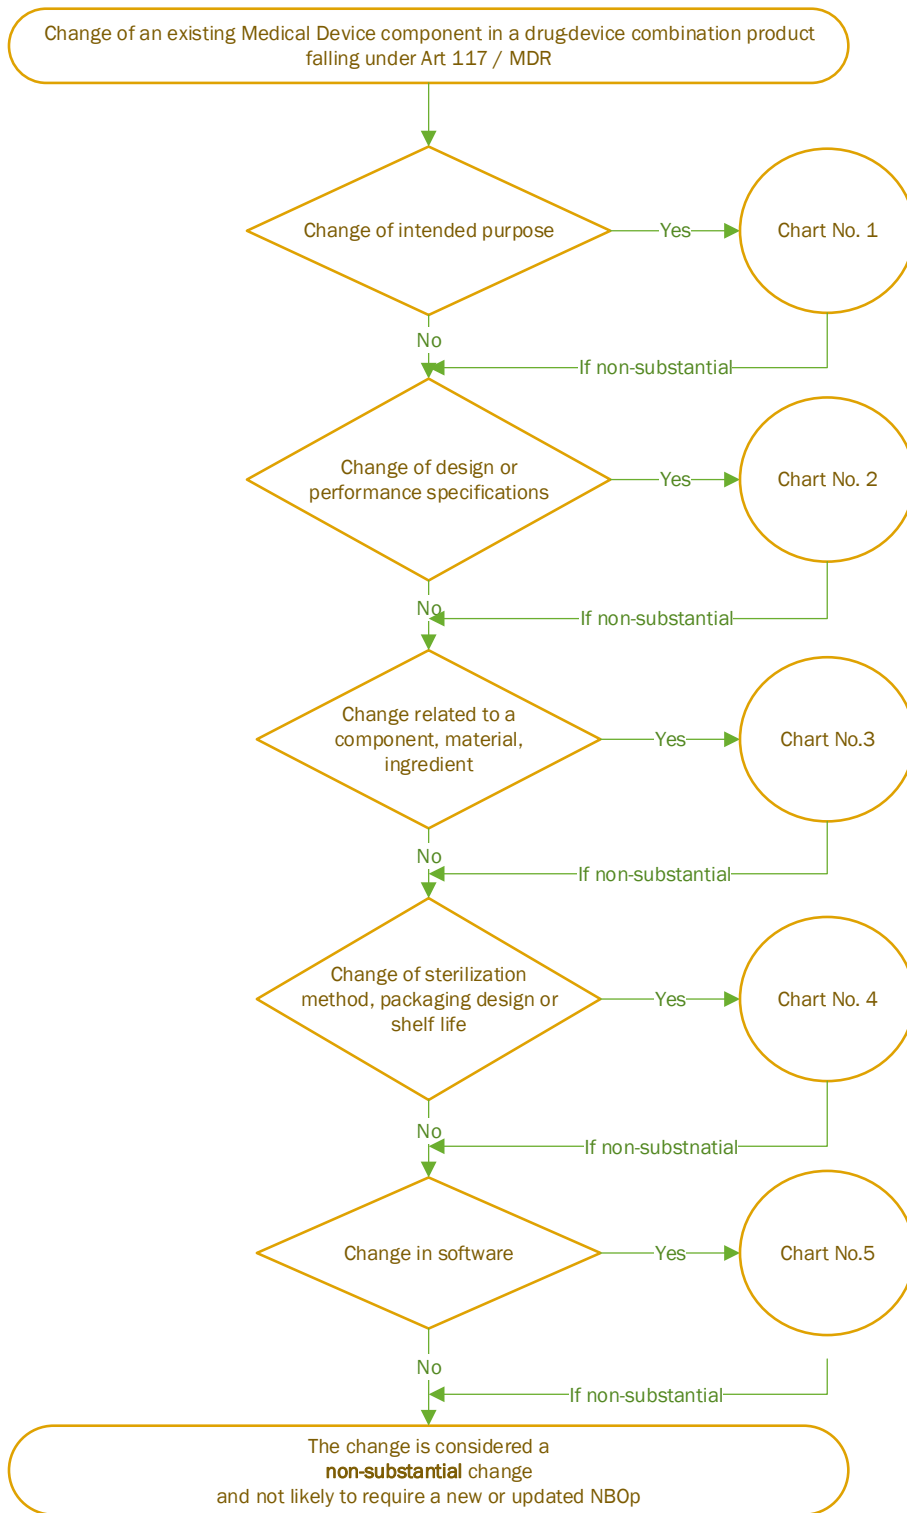 Change of an existing Medical Device component in a drug-device combination product
falling under Art 117 / MDR
Change of intended purpose
Yes
Chart No. 1
No
If non-substantial
Change of design or
performance specifications
Yes
Chart No. 2
No
If non-substantial
Change related to a
component, material,
ingredient
Yes
Chart No.3
No
If non-substantial
Change of sterilization
method, packaging design or
shelf life
Yes
Chart No. 4
No
If non-substnatial
Change in software
Yes
Chart No.5
No
If non-substantial
The change is considered a
non-substantial change
and not likely to require a new or updated NBOp